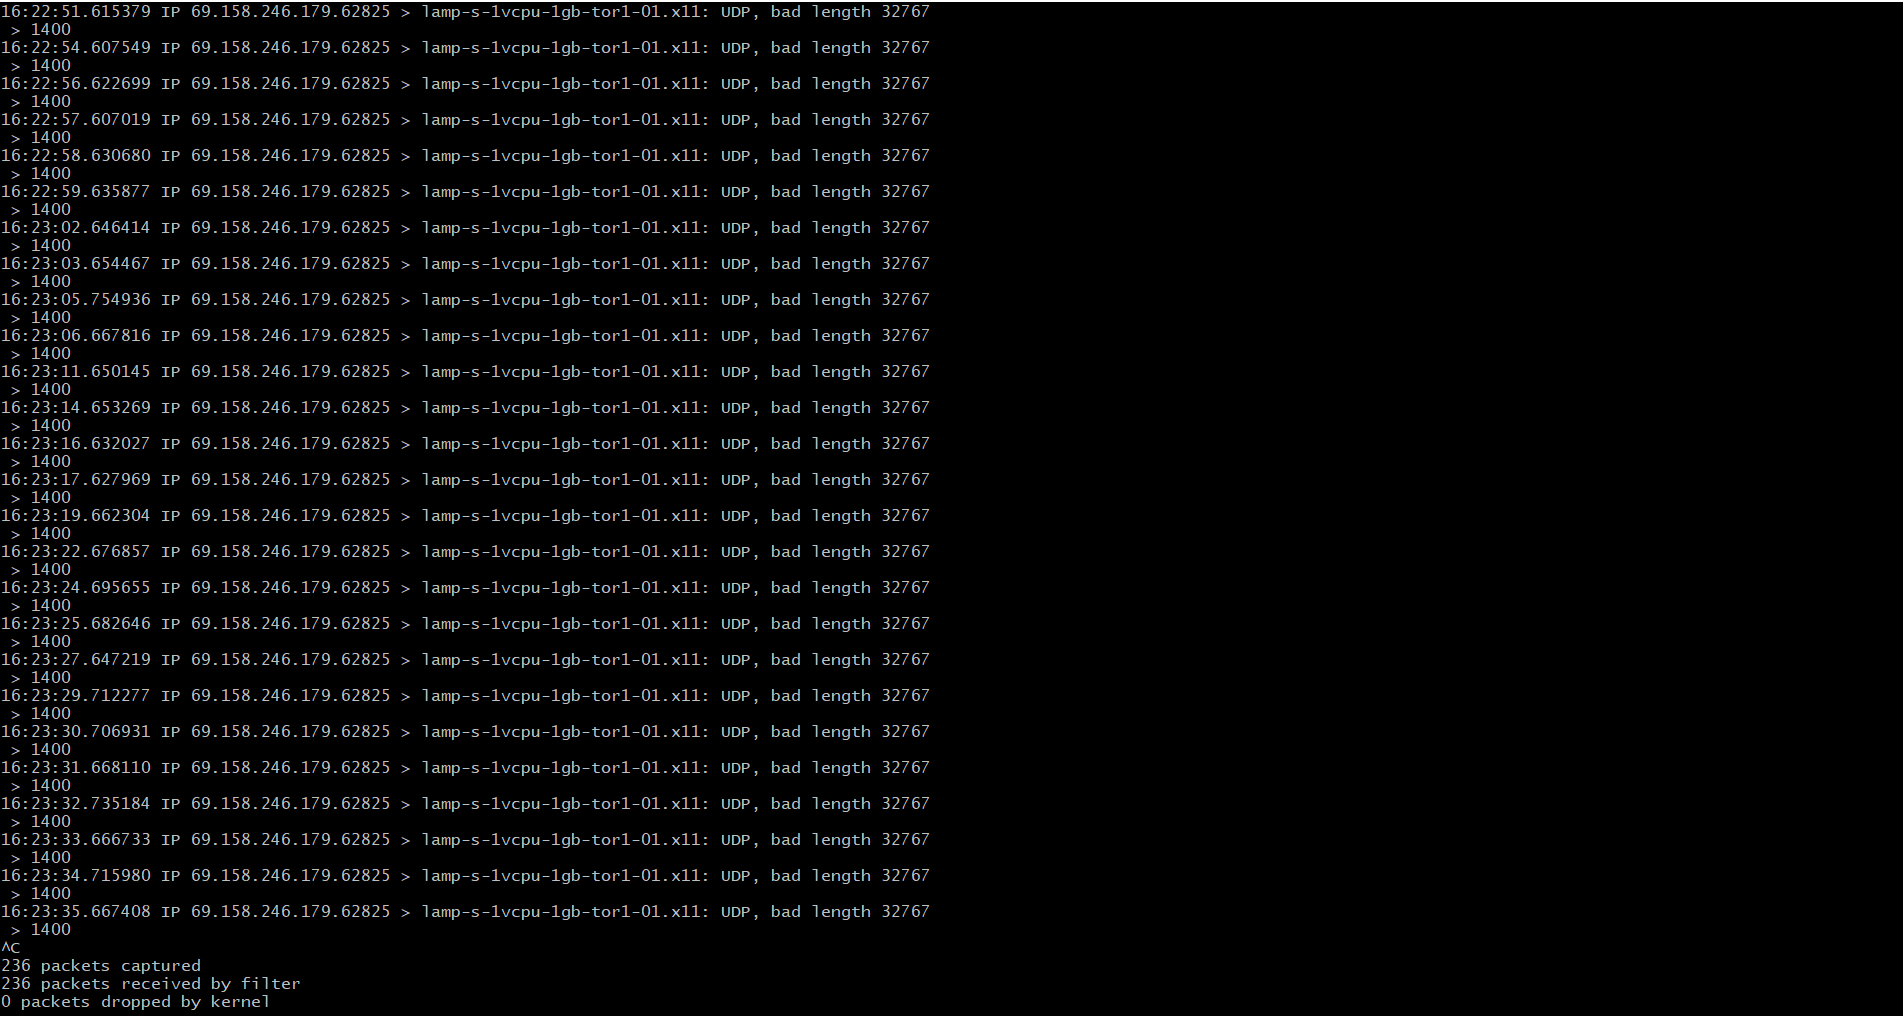 16:22:51.615379 IP 69.158.246.179.62825 > lamp-s-1vcpu-1gb-tor1-01.x11: UDP, bad length 32767
 > 1400
16:22:54.607549 IP 69.158.246.179.62825 > lamp-s-1vcpu-1gb-tor1-01.x11: UDP, bad length 32767
 > 1400
16:22:56.622699 IP 69.158.246.179.62825 > lamp-s-1vcpu-1gb-tor1-01.x11: UDP, bad length 32767
 > 1400
16:22:57.607019 IP 69.158.246.179.62825 > lamp-s-1vcpu-1gb-tor1-01.x11: UDP, bad length 32767
 > 1400
16:22:58.630680 IP 69.158.246.179.62825 > lamp-s-1vcpu-1gb-tor1-01.x11: UDP, bad length 32767
 > 1400
16:22:59.635877 IP 69.158.246.179.62825 > lamp-s-1vcpu-1gb-tor1-01.x11: UDP, bad length 32767
 > 1400
16:23:02.646414 IP 69.158.246.179.62825 > lamp-s-1vcpu-1gb-tor1-01.x11: UDP, bad length 32767
 > 1400
16:23:03.654467 IP 69.158.246.179.62825 > lamp-s-1vcpu-1gb-tor1-01.x11: UDP, bad length 32767
 > 1400
16:23:05.754936 IP 69.158.246.179.62825 > lamp-s-1vcpu-1gb-tor1-01.x11: UDP, bad length 32767
 > 1400
16:23:06.667816 IP 69.158.246.179.62825 > lamp-s-1vcpu-1gb-tor1-01.x11: UDP, bad length 32767
 > 1400
16:23:11.650145 IP 69.158.246.179.62825 > lamp-s-1vcpu-1gb-tor1-01.x11: UDP, bad length 32767
 > 1400
16:23:14.653269 IP 69.158.246.179.62825 > lamp-s-1vcpu-1gb-tor1-01.x11: UDP, bad length 32767
 > 1400
16:23:16.632027 IP 69.158.246.179.62825 > lamp-s-1vcpu-1gb-tor1-01.x11: UDP, bad length 32767
 > 1400
16:23:17.627969 IP 69.158.246.179.62825 > lamp-s-1vcpu-1gb-tor1-01.x11: UDP, bad length 32767
 > 1400
16:23:19.662304 IP 69.158.246.179.62825 > lamp-s-1vcpu-1gb-tor1-01.x11: UDP, bad length 32767
 > 1400
16:23:22.676857 IP 69.158.246.179.62825 > lamp-s-1vcpu-1gb-tor1-01.x11: UDP, bad length 32767
 > 1400
16:23:24.695655 IP 69.158.246.179.62825 > lamp-s-1vcpu-1gb-tor1-01.x11: UDP, bad length 32767
 > 1400
16:23:25.682646 IP 69.158.246.179.62825 > lamp-s-1vcpu-1gb-tor1-01.x11: UDP, bad length 32767
 > 1400
16:23:27.647219 IP 69.158.246.179.62825 > lamp-s-1vcpu-1gb-tor1-01.x11: UDP, bad length 32767
 > 1400
16:23:29.712277 IP 69.158.246.179.62825 > lamp-s-1vcpu-1gb-tor1-01.x11: UDP, bad length 32767
 > 1400
16:23:30.706931 IP 69.158.246.179.62825 > lamp-s-1vcpu-1gb-tor1-01.x11: UDP, bad length 32767
 > 1400
16:23:31.668110 IP 69.158.246.179.62825 > lamp-s-1vcpu-1gb-tor1-01.x11: UDP, bad length 32767
 > 1400
16:23:32.735184 IP 69.158.246.179.62825 > lamp-s-1vcpu-1gb-tor1-01.x11: UDP, bad length 32767
 > 1400
16:23:33.666733 IP 69.158.246.179.62825 > lamp-s-1vcpu-1gb-tor1-01.x11: UDP, bad length 32767
 > 1400
16:23:34.715980 IP 69.158.246.179.62825 > lamp-s-1vcpu-1gb-tor1-01.x11: UDP, bad length 32767
 > 1400
16:23:35.667408 IP 69.158.246.179.62825 > lamp-s-1vcpu-1gb-tor1-01.x11: UDP, bad length 32767
 > 1400
^C
236 packets captured
236 packets received by filter
0 packets dropped by kernel